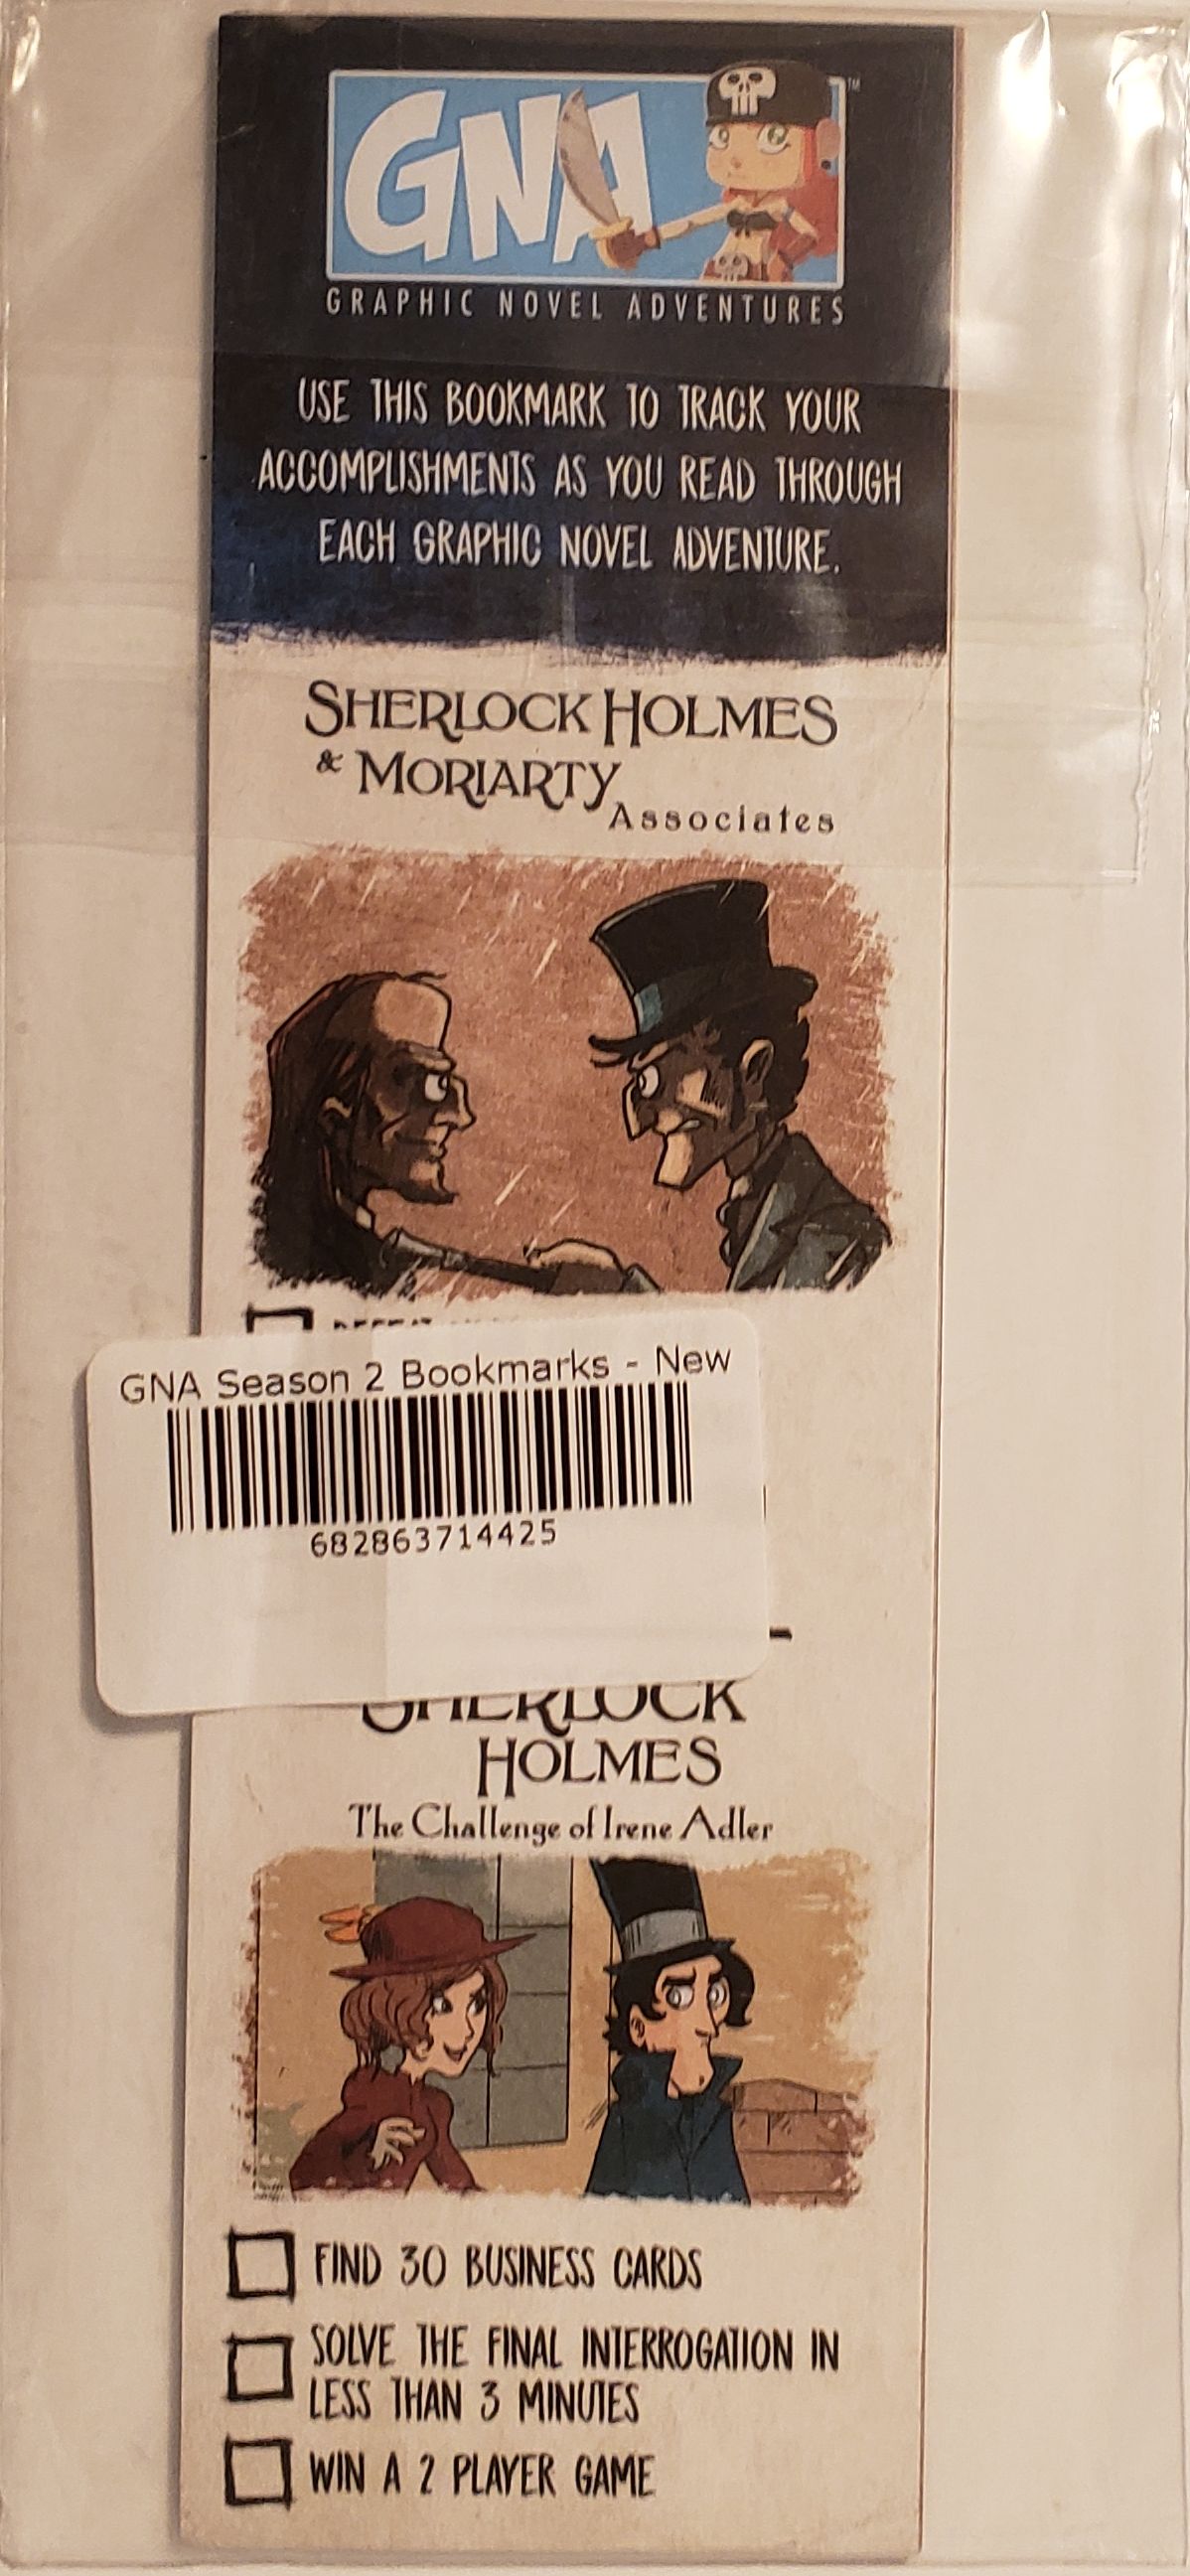 GNA
TM
GRAPHIC NOVEL ADVENTURES
USE THIS BOOKMARK TO TRACK YOUR
ACCOMPLISHMENTS AS YOU READ THROUGH
EACH GRAPHIC NOVEL ADVENTURE.
SHERLOCK HOLMES
& MORIARTY
Associates
GNA Season 2 Bookmarks - New
682863714425
SHERLOCK
HOLMES
The Challenge of Irene Adler
FIND 30 BUSINESS CARDS
SOLVE THE FINAL INTERROGATION IN
LESS THAN 3 MINUTES
WIN A 2 PLAYER GAME